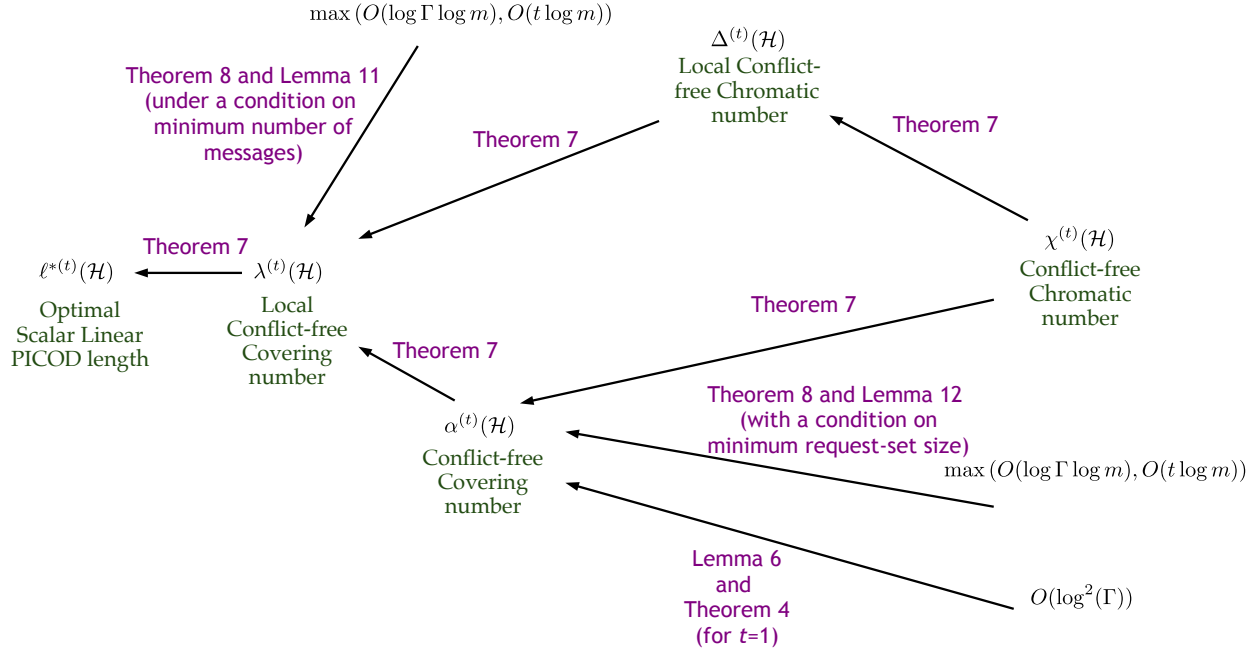 max (O(log Γ log m), O(t log m))
Δ^{(t)}(ℋ)
Local Conflict-
free Chromatic
number
Theorem 8 and Lemma 11
(under a condition on
minimum number of
messages)
Theorem 7
Theorem 7
χ^{(t)}(ℋ)
Conflict-free
Chromatic
number
Theorem 7
ℓ^{*(t)}(ℋ)
Optimal
Scalar Linear
PICOD length
λ^{(t)}(ℋ)
Local
Conflict-free
Covering
number
Theorem 7
Theorem 7
α^{(t)}(ℋ)
Conflict-free
Covering
number
Theorem 8 and Lemma 12
(with a condition on
minimum request-set size)
max (O(log Γ log m), O(t log m))
Lemma 6
and
Theorem 4
(for t=1)
O(log²(Γ))